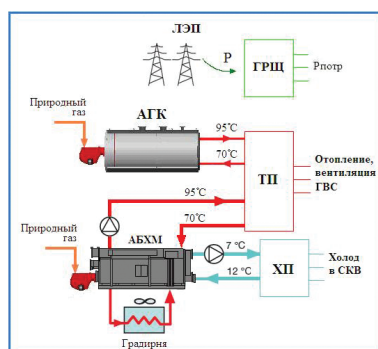 ЛЭП
P
ГРЩ
Pпотр
Природный
газ
АГК
95°C
70°C
ТП
Отопление,
вентиляция
ГВС
95°C
70°C
Природный
газ
АБХМ
7 °C
12 °C
ХП
Холод
в СКВ
Градирня